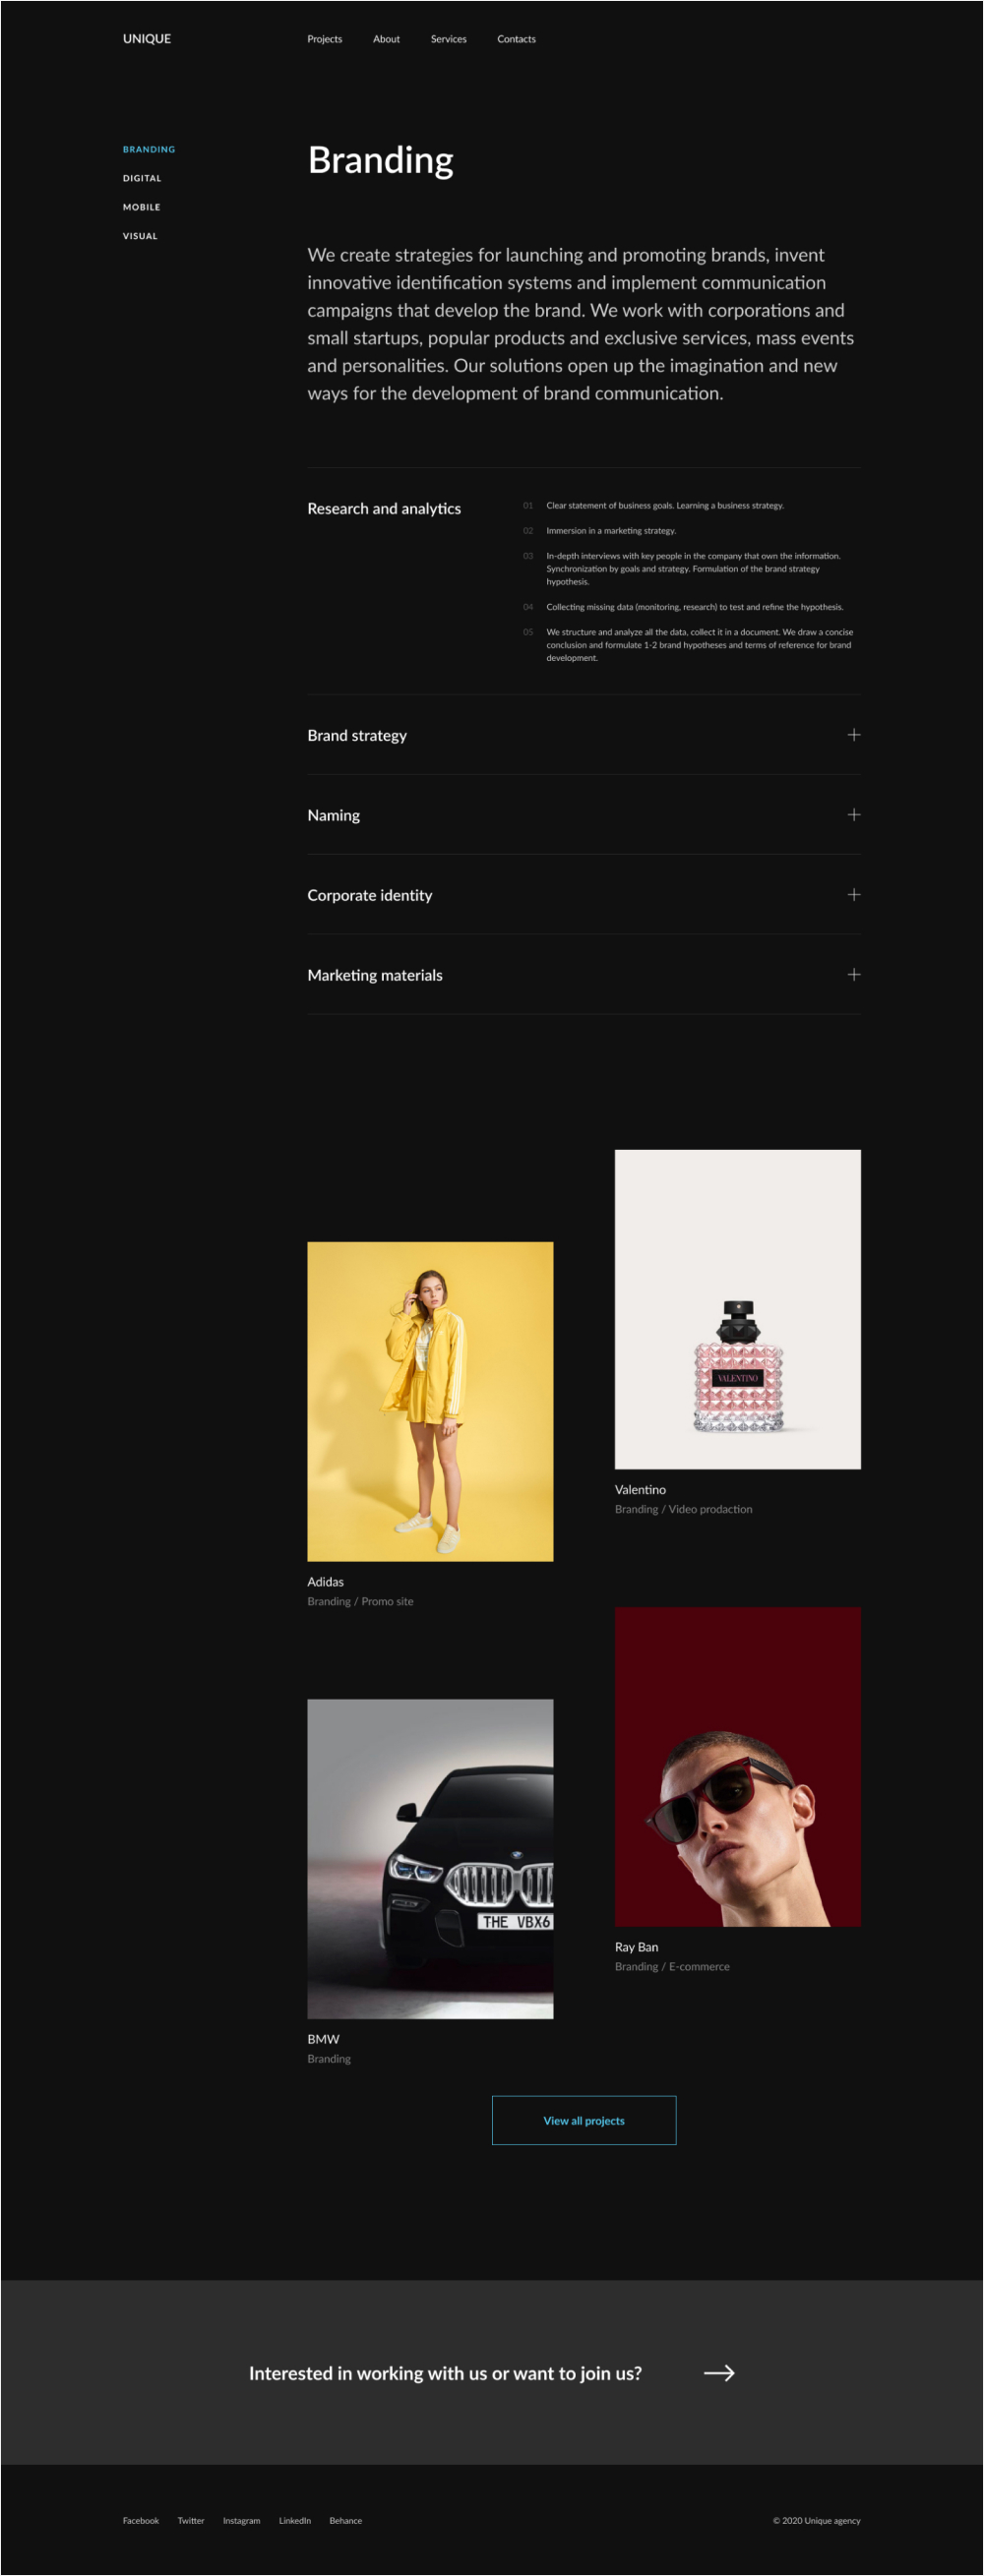 UNIQUE
Projects
About
Services
Contacts
BRANDING
DIGITAL
MOBILE
VISUAL
Branding
We create strategies for launching and promoting brands, invent
innovative identification systems and implement communication
campaigns that develop the brand. We work with corporations and
small startups, popular products and exclusive services, mass events
and personalities. Our solutions open up the imagination and new
ways for the development of brand communication.
Research and analytics
01 Clear statement of business goals. Learning a business strategy.
02 Immersion in a marketing strategy.
03 In-depth interviews with key people in the company that own the information.
Synchronization by goals and strategy. Formulation of the brand strategy
hypothesis.
04 Collecting missing data (monitoring, research) to test and refine the hypothesis.
05 We structure and analyze all the data, collect it in a document. We draw a concise
conclusion and formulate 1-2 brand hypotheses and terms of reference for brand
development.
Brand strategy
Naming
Corporate identity
Marketing materials
VALENTINO
Valentino
Branding / Video prodaction
Adidas
Branding / Promo site
THE VBX6
Ray Ban
Branding / E-commerce
BMW
Branding
View all projects
Interested in working with us or want to join us?
Facebook
Twitter
Instagram
LinkedIn
Behance
© 2020 Unique agency